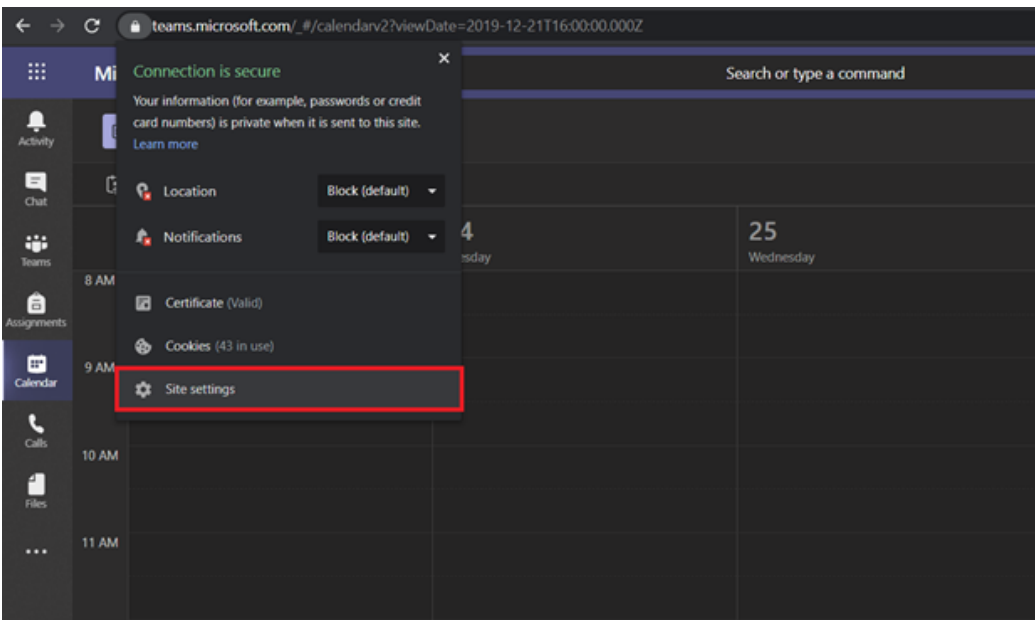 teams.microsoft.com/_#/calendarv2?viewDate=2019-12-21T16:00:00.000Z
Mi
Search or type a command
Connection is secure
Your information (for example, passwords or credit
card numbers) is private when it is sent to this site.
Learn more
Location
Block (default)
Notifications
Block (default)
Certificate (Valid)
Cookies (43 in use)
Site settings
Activity
Chat
Teams
Assignments
Calendar
Calls
Files
4
esday
25
Wednesday
8 AM
9 AM
10 AM
11 AM